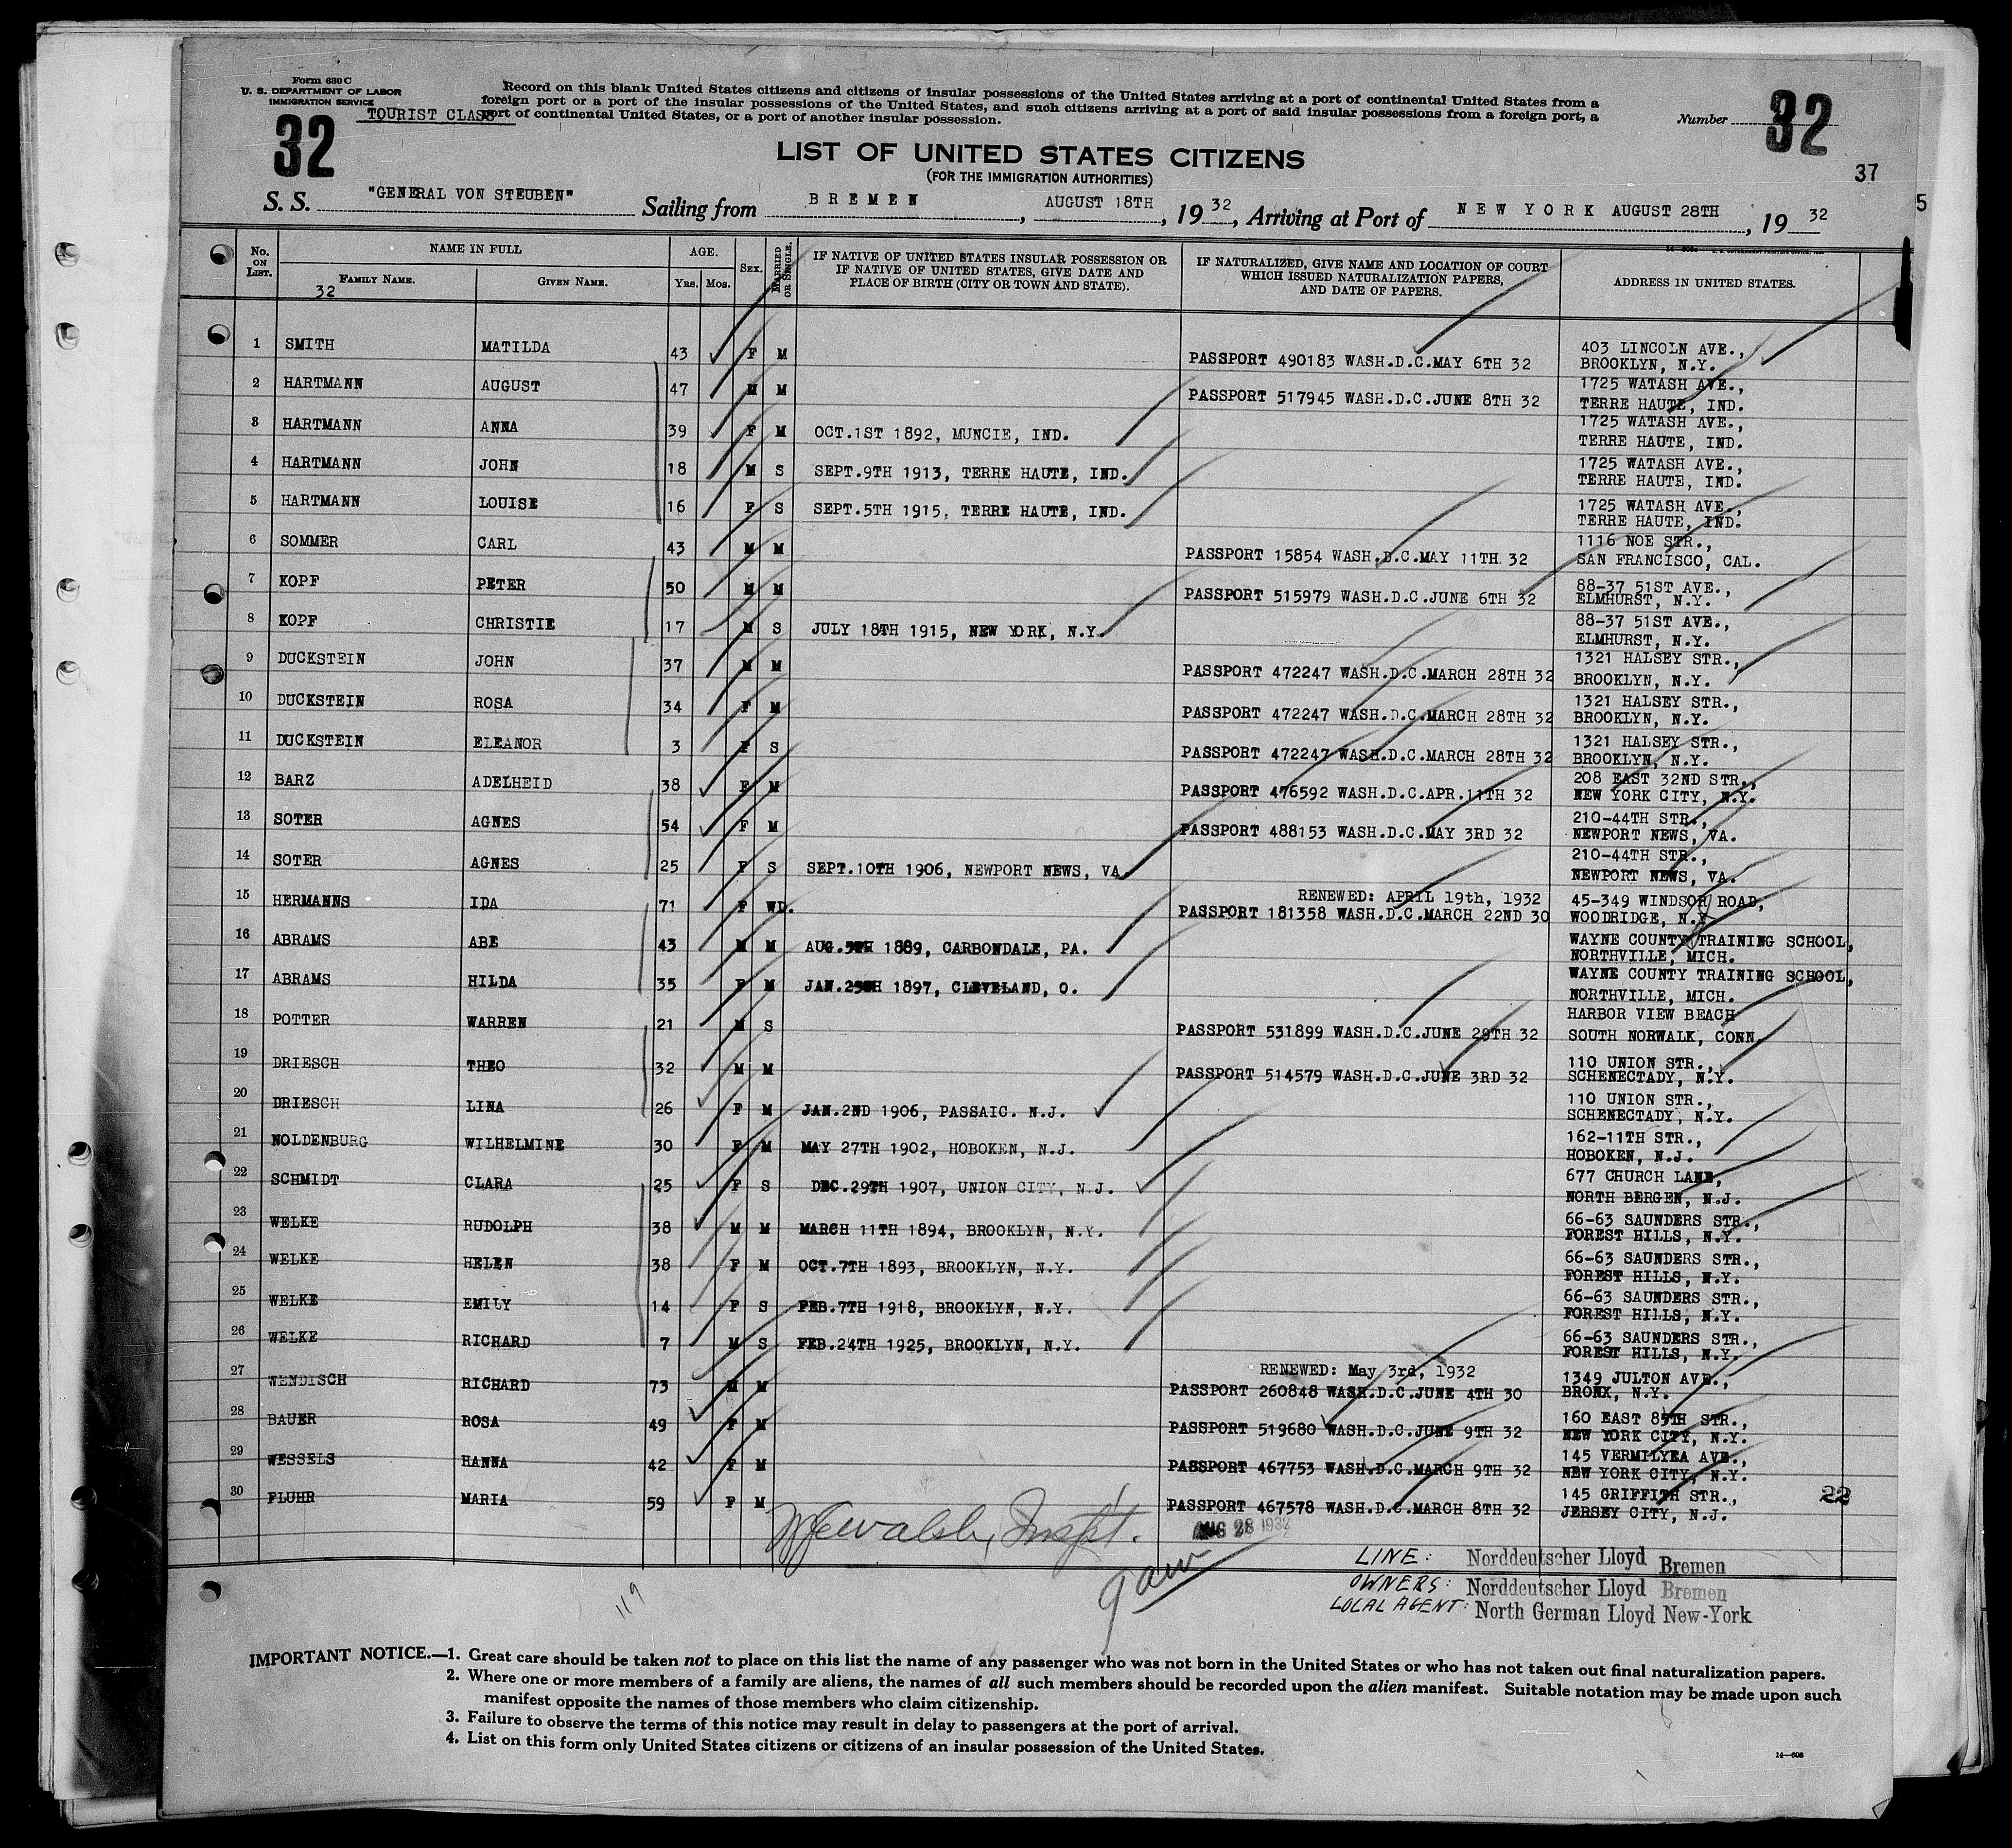 Form 630 C
U. S. DEPARTMENT OF LABOR
IMMIGRATION SERVICE
TOURIST CLASS
32
Record on this blank United States citizens and citizens of insular possessions of the United States arriving at a port of continental United States from a
foreign port or a port of the insular possessions of the United States, and such citizens arriving at a port of said insular possessions from a foreign port, a
port of continental United States, or a port of another insular possession.
Number 32
37
5
LIST OF UNITED STATES CITIZENS
(FOR THE IMMIGRATION AUTHORITIES)
S. S. "GENERAL VON STEUBEN" Sailing from BREMEN, AUGUST 18TH, 1932, Arriving at Port of NEW YORK AUGUST 28TH, 1932
No. ON LIST. NAME IN FULL AGE. SEX. MARRIED OR SINGLE. IF NATIVE OF UNITED STATES INSULAR POSSESSION OR IF NATIVE OF UNITED STATES, GIVE DATE AND PLACE OF BIRTH (CITY OR TOWN AND STATE). IF NATURALIZED, GIVE NAME AND LOCATION OF COURT WHICH ISSUED NATURALIZATION PAPERS, AND DATE OF PAPERS. ADDRESS IN UNITED STATES.
FAMILY NAME. GIVEN NAME. Yrs. Mos.
32
1 SMITH MATILDA 43 F M PASSPORT 490183 WASH.D.C.MAY 6TH 32 403 LINCOLN AVE., BROOKLYN, N.Y.
2 HARTMANN AUGUST 47 M M PASSPORT 517945 WASH.D.C.JUNE 8TH 32 1725 WATASH AVE., TERRE HAUTE, IND.
3 HARTMANN ANNA 39 F M OCT.1ST 1892, MUNCIE, IND. 1725 WATASH AVE., TERRE HAUTE, IND.
4 HARTMANN JOHN 18 M S SEPT.9TH 1913, TERRE HAUTE, IND. 1725 WATASH AVE., TERRE HAUTE, IND.
5 HARTMANN LOUISE 16 F S SEPT.5TH 1915, TERRE HAUTE, IND. 1725 WATASH AVE., TERRE HAUTE, IND.
6 SOMMER CARL 43 M M PASSPORT 15854 WASH.D.C.MAY 11TH 32 1116 NOE STR., SAN FRANCISCO, CAL.
7 KOPF PETER 50 M M PASSPORT 515979 WASH.D.C.JUNE 6TH 32 88-37 51ST AVE., ELMHURST, N.Y.
8 KOPF CHRISTIE 17 M S JULY 18TH 1915, NEW YORK, N.Y. 88-37 51ST AVE., ELMHURST, N.Y.
9 DUCKSTEIN JOHN 37 M M PASSPORT 472247 WASH.D.C.MARCH 28TH 32 1321 HALSEY STR., BROOKLYN, N.Y.
10 DUCKSTEIN ROSA 34 F M PASSPORT 472247 WASH.D.C.MARCH 28TH 32 1321 HALSEY STR., BROOKLYN, N.Y.
11 DUCKSTEIN ELEANOR 3 F S PASSPORT 472247 WASH.D.C.MARCH 28TH 32 1321 HALSEY STR., BROOKLYN, N.Y.
12 BARZ ADELHEID 38 F M PASSPORT 476592 WASH.D.C.APR.11TH 32 208 EAST 32ND STR., NEW YORK CITY, N.Y.
13 SOTER AGNES 54 F M PASSPORT 488153 WASH.D.C.MAY 3RD 32 210-44TH STR., NEWPORT NEWS, VA.
14 SOTER AGNES 25 F S SEPT.10TH 1906, NEWPORT NEWS, VA. 210-44TH STR., NEWPORT NEWS, VA.
15 HERMANNS IDA 71 F WD. RENEWED: APRIL 19th, 1932 PASSPORT 181358 WASH.D.C.MARCH 22ND 30 45-349 WINDSOR ROAD, WOODRIDGE, N.Y.
16 ABRAMS ABE 43 M M AUG.5TH 1889, CARBONDALE, PA. WAYNE COUNTY TRAINING SCHOOL, NORTHVILLE, MICH.
17 ABRAMS HILDA 35 F M JAN.25TH 1897, CLEVELAND, O. WAYNE COUNTY TRAINING SCHOOL, NORTHVILLE, MICH.
18 POTTER WARREN 21 M S PASSPORT 531899 WASH.D.C.JUNE 29TH 32 HARBOR VIEW BEACH SOUTH NORWALK, CONN.
19 DRIESCH THEO 32 M M PASSPORT 514579 WASH.D.C.JUNE 3RD 32 110 UNION STR., SCHENECTADY, N.Y.
20 DRIESCH LINA 26 F M JAN.2ND 1906, PASSAIC. N.J. 110 UNION STR., SCHENECTADY, N.Y.
21 NOLDENBURG WILHELMINE 30 F M MAY 27TH 1902, HOBOKEN, N.J. 162-11TH STR., HOBOKEN, N.J.
22 SCHMIDT CLARA 25 F S DEC.29TH 1907, UNION CITY, N.J. 677 CHURCH LANE, NORTH BERGEN, N.J.
23 WELKE RUDOLPH 38 M M MARCH 11TH 1894, BROOKLYN, N.Y. 66-63 SAUNDERS STR., FOREST HILLS, N.Y.
24 WELKE HELEN 38 F M OCT.7TH 1893, BROOKLYN, N.Y. 66-63 SAUNDERS STR., FOREST HILLS, N.Y.
25 WELKE EMILY 14 F S FEB.7TH 1918, BROOKLYN, N.Y. 66-63 SAUNDERS STR., FOREST HILLS, N.Y.
26 WELKE RICHARD 7 M S FEB.24TH 1925, BROOKLYN, N.Y. 66-63 SAUNDERS STR., FOREST HILLS, N.Y.
27 WENDISCH RICHARD 73 M M RENEWED: May 3rd, 1932 PASSPORT 260848 WASH.D.C.JUNE 4TH 30 1349 JULTON AVE., BRONX, N.Y.
28 BAUER ROSA 49 F M PASSPORT 519680 WASH.D.C.JUNE 9TH 32 160 EAST 85TH STR., NEW YORK CITY, N.Y.
29 WESSELS HANNA 42 F M PASSPORT 467753 WASH.D.C.MARCH 9TH 32 145 VERMILYEA AVE., NEW YORK CITY, N.Y.
30 FLUHR MARIA 59 F M PASSPORT 467578 WASH.D.C.MARCH 8TH 32 145 GRIFFITH STR., JERSEY CITY, N.J.
22
Walsh, Insp't.
AUG 28 1932
LINE: Norddeutscher Lloyd Bremen
OWNERS: Norddeutscher Lloyd Bremen
LOCAL AGENT: North German Lloyd New-York
119
IMPORTANT NOTICE.—1. Great care should be taken not to place on this list the name of any passenger who was not born in the United States or who has not taken out final naturalization papers.
2. Where one or more members of a family are aliens, the names of all such members should be recorded upon the alien manifest. Suitable notation may be made upon such
manifest opposite the names of those members who claim citizenship.
3. Failure to observe the terms of this notice may result in delay to passengers at the port of arrival.
4. List on this form only United States citizens or citizens of an insular possession of the United States.
14—608